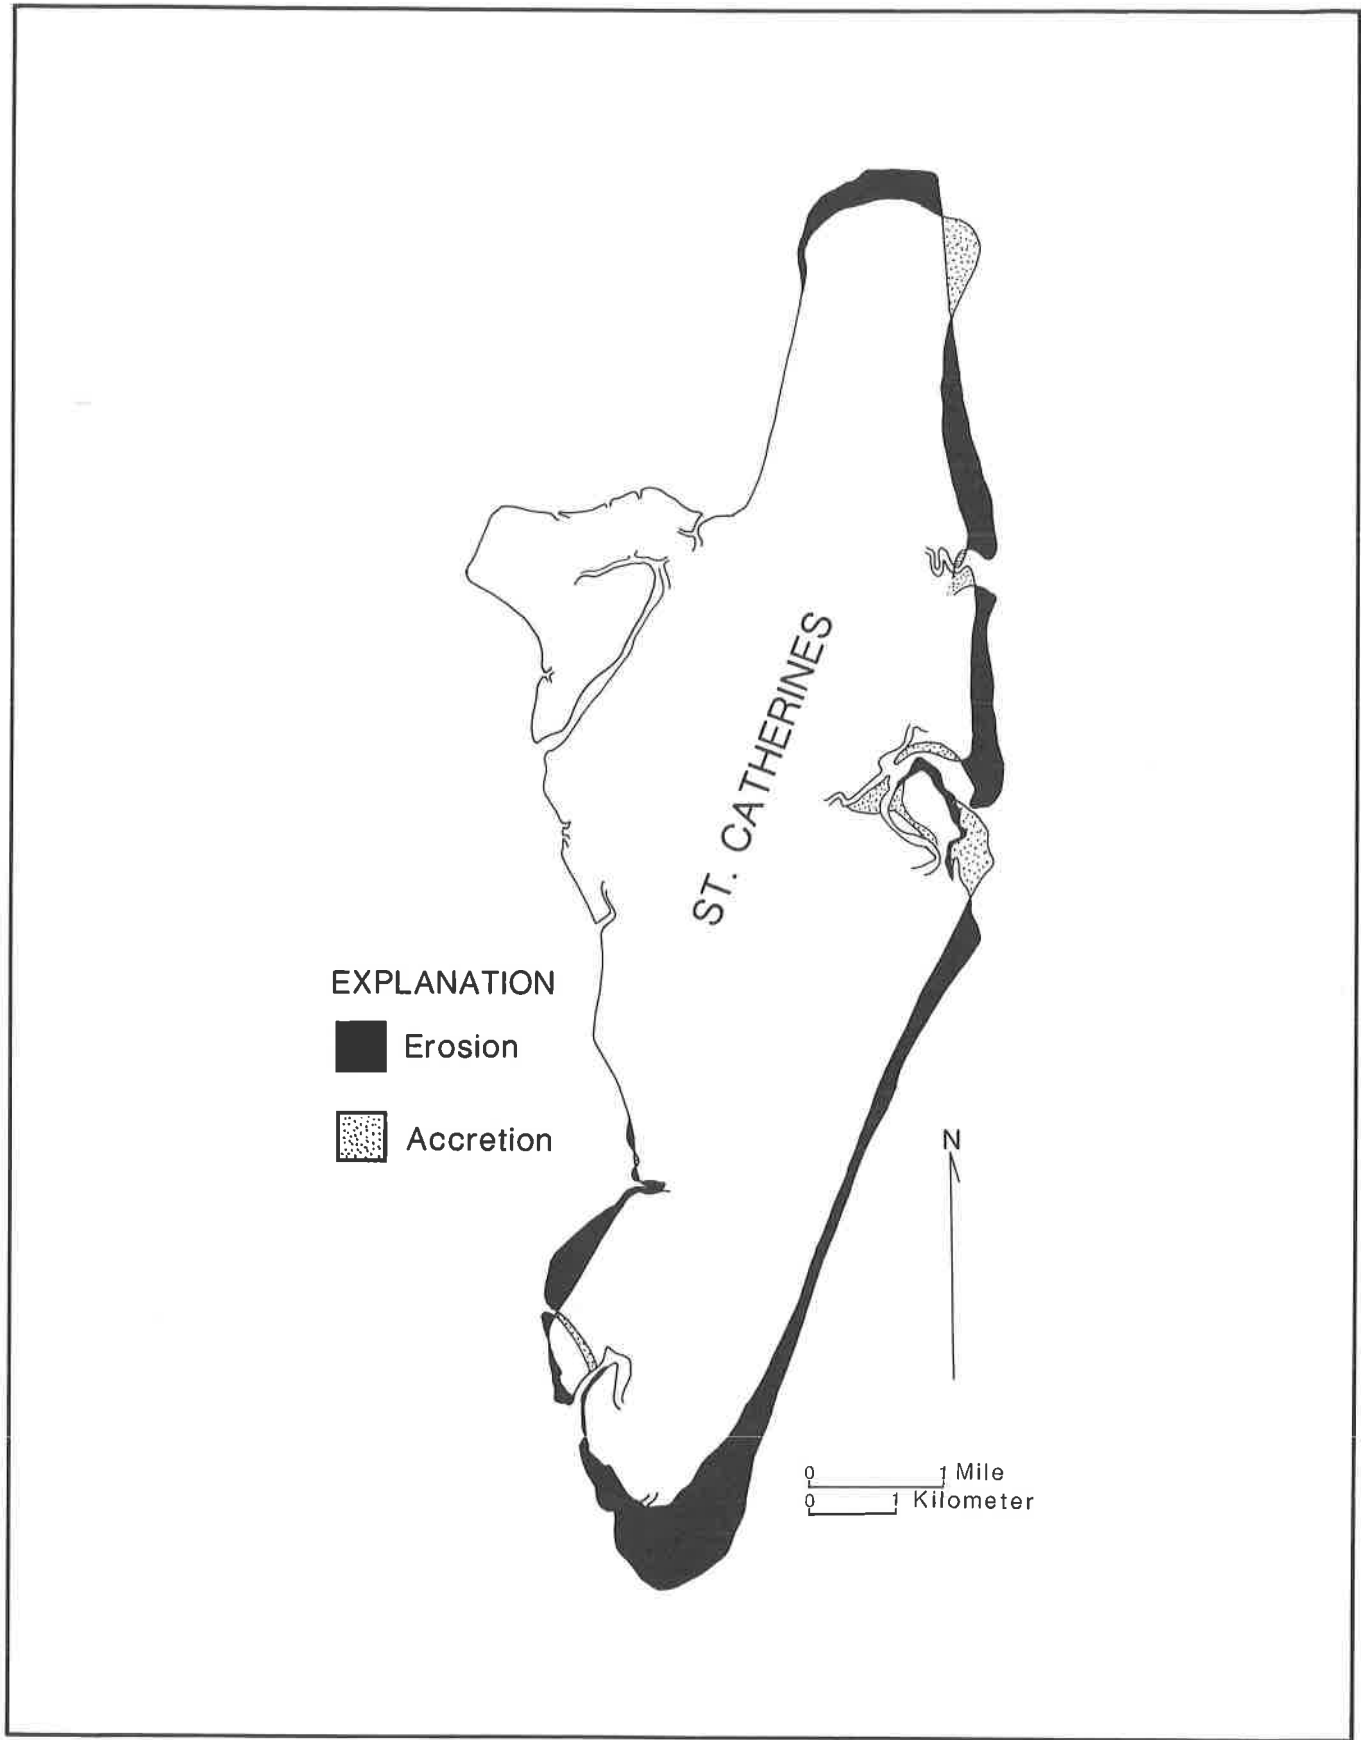 ST. CATHERINES
EXPLANATION
Erosion
Accretion
N
0 1 Mile
0 1 Kilometer